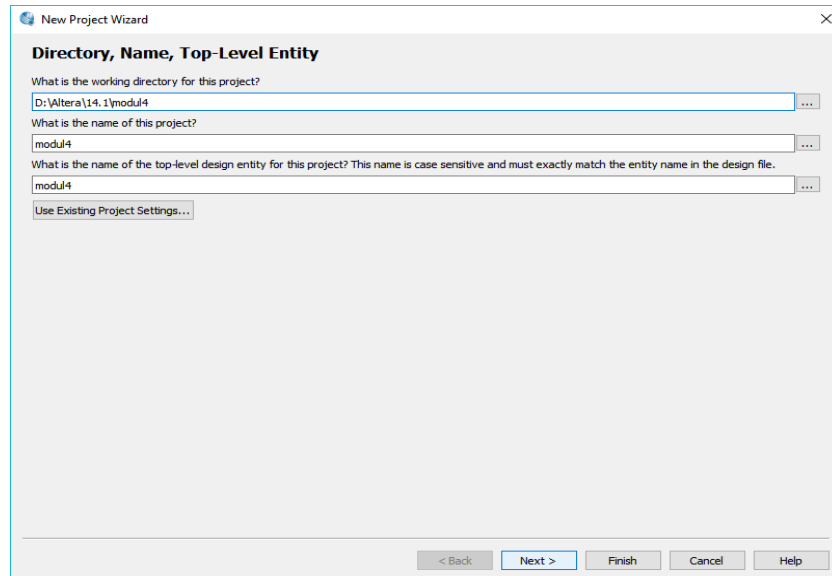 New Project Wizard
Directory, Name, Top-Level Entity
What is the working directory for this project?
D:\Altera\14.1\modul4
...
What is the name of this project?
modul4
...
What is the name of the top-level design entity for this project? This name is case sensitive and must exactly match the entity name in the design file.
modul4
...
Use Existing Project Settings...
< Back Next > Finish Cancel Help